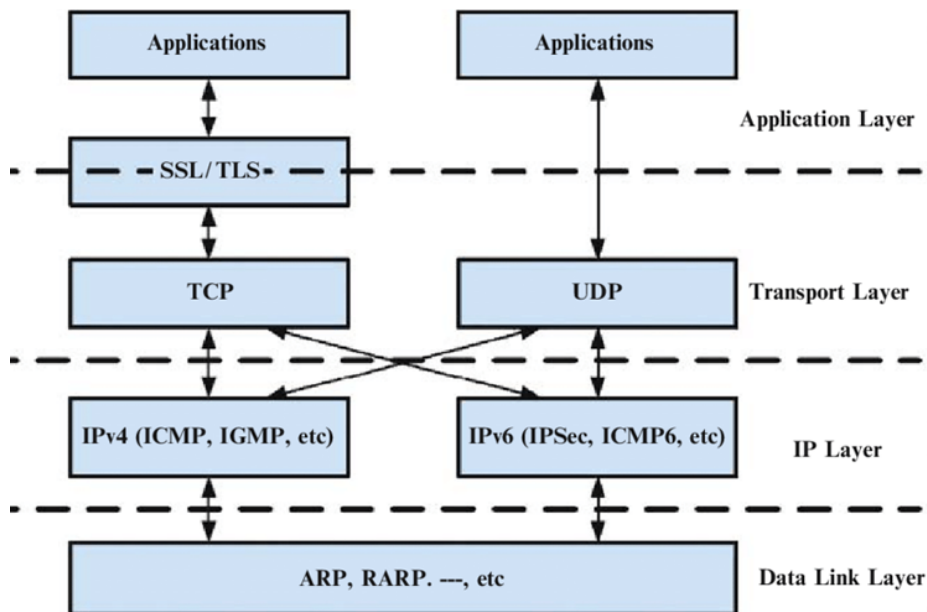 Applications
Applications
Application Layer
SSL/TLS
TCP
UDP
Transport Layer
IPv4 (ICMP, IGMP, etc)
IPv6 (IPSec, ICMP6, etc)
IP Layer
ARP, RARP. ---, etc
Data Link Layer